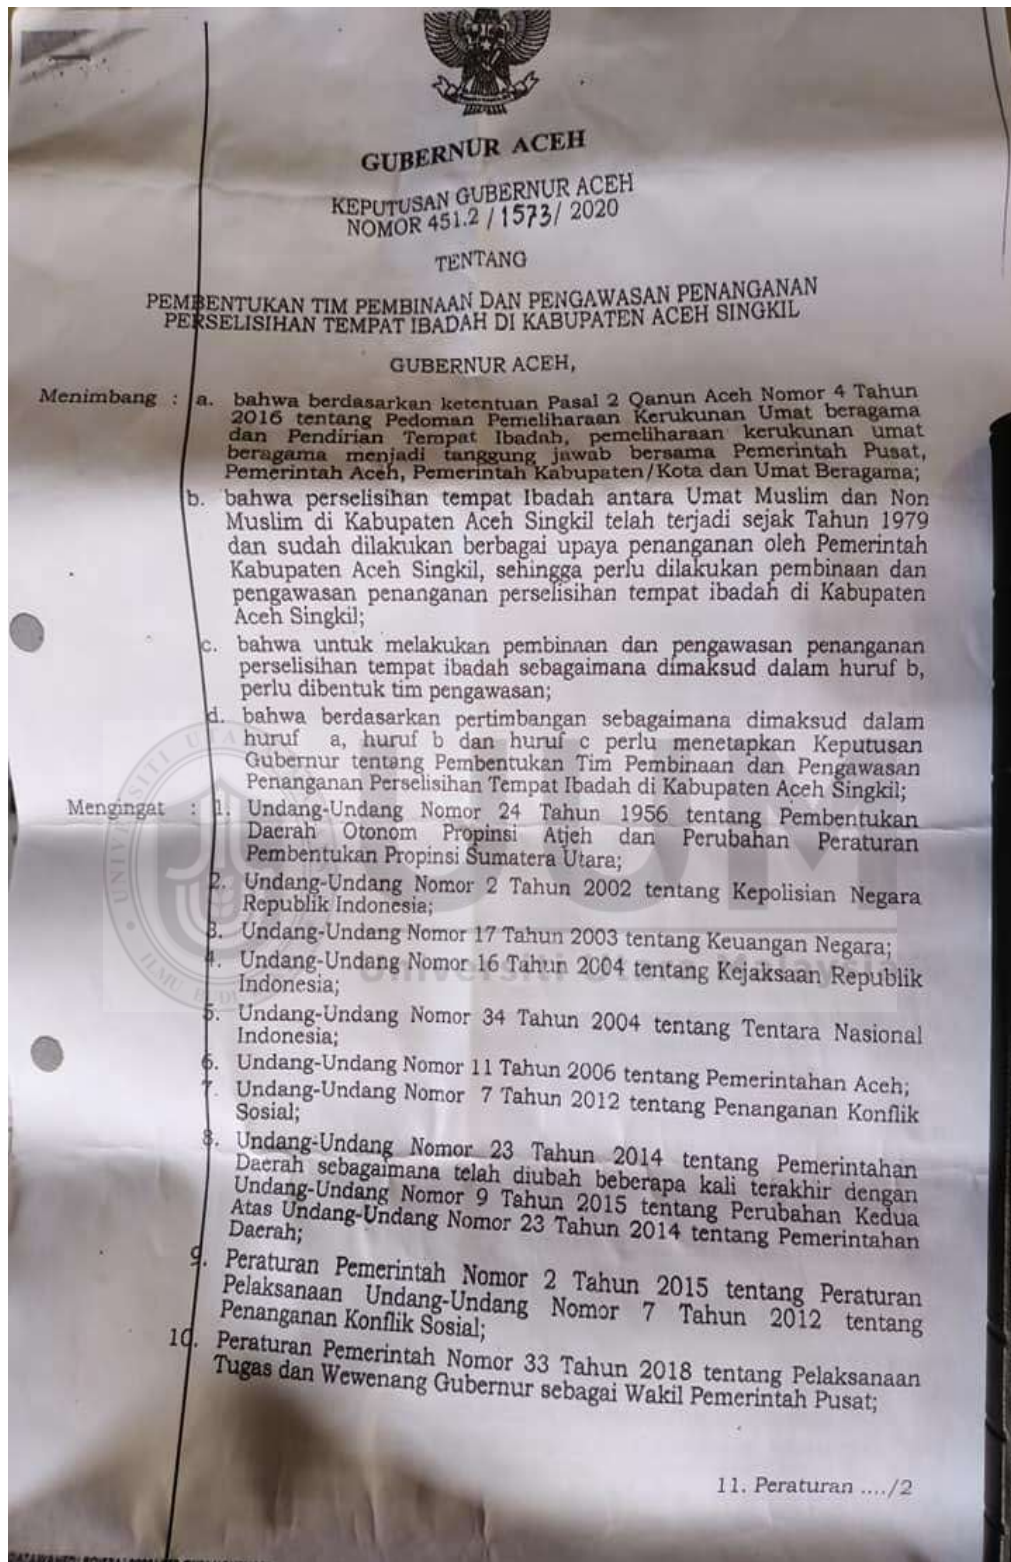 GUBERNUR ACEH
KEPUTUSAN GUBERNUR ACEH
NOMOR 451.2 / 1573 / 2020
TENTANG
PEMBENTUKAN TIM PEMBINAAN DAN PENGAWASAN PENANGANAN
PERSELISIHAN TEMPAT IBADAH DI KABUPATEN ACEH SINGKIL
GUBERNUR ACEH,
Menimbang : a. bahwa berdasarkan ketentuan Pasal 2 Qanun Aceh Nomor 4 Tahun
2016 tentang Pedoman Pemeliharaan Kerukunan Umat beragama
dan Pendirian Tempat Ibadah, pemeliharaan kerukunan umat
beragama menjadi tanggung jawab bersama Pemerintah Pusat,
Pemerintah Aceh, Pemerintah Kabupaten/Kota dan Umat Beragama;
b. bahwa perselisihan tempat Ibadah antara Umat Muslim dan Non
Muslim di Kabupaten Aceh Singkil telah terjadi sejak Tahun 1979
dan sudah dilakukan berbagai upaya penanganan oleh Pemerintah
Kabupaten Aceh Singkil, sehingga perlu dilakukan pembinaan dan
pengawasan penanganan perselisihan tempat ibadah di Kabupaten
Aceh Singkil;
c. bahwa untuk melakukan pembinaan dan pengawasan penanganan
perselisihan tempat ibadah sebagaimana dimaksud dalam huruf b,
perlu dibentuk tim pengawasan;
d. bahwa berdasarkan pertimbangan sebagaimana dimaksud dalam
huruf a, huruf b dan huruf c perlu menetapkan Keputusan
Gubernur tentang Pembentukan Tim Pembinaan dan Pengawasan
Penanganan Perselisihan Tempat Ibadah di Kabupaten Aceh Singkil;
Mengingat : 1. Undang-Undang Nomor 24 Tahun 1956 tentang Pembentukan
Daerah Otonom Propinsi Atjeh dan Perubahan Peraturan
Pembentukan Propinsi Sumatera Utara;
2. Undang-Undang Nomor 2 Tahun 2002 tentang Kepolisian Negara
Republik Indonesia;
3. Undang-Undang Nomor 17 Tahun 2003 tentang Keuangan Negara;
4. Undang-Undang Nomor 16 Tahun 2004 tentang Kejaksaan Republik
Indonesia;
5. Undang-Undang Nomor 34 Tahun 2004 tentang Tentara Nasional
Indonesia;
6. Undang-Undang Nomor 11 Tahun 2006 tentang Pemerintahan Aceh;
7. Undang-Undang Nomor 7 Tahun 2012 tentang Penanganan Konflik
Sosial;
8. Undang-Undang Nomor 23 Tahun 2014 tentang Pemerintahan
Daerah sebagaimana telah diubah beberapa kali terakhir dengan
Undang-Undang Nomor 9 Tahun 2015 tentang Perubahan Kedua
Atas Undang-Undang Nomor 23 Tahun 2014 tentang Pemerintahan
Daerah;
9. Peraturan Pemerintah Nomor 2 Tahun 2015 tentang Peraturan
Pelaksanaan Undang-Undang Nomor 7 Tahun 2012 tentang
Penanganan Konflik Sosial;
10. Peraturan Pemerintah Nomor 33 Tahun 2018 tentang Pelaksanaan
Tugas dan Wewenang Gubernur sebagai Wakil Pemerintah Pusat;
11. Peraturan ..../2
UUM
Universiti Utara Malaysia